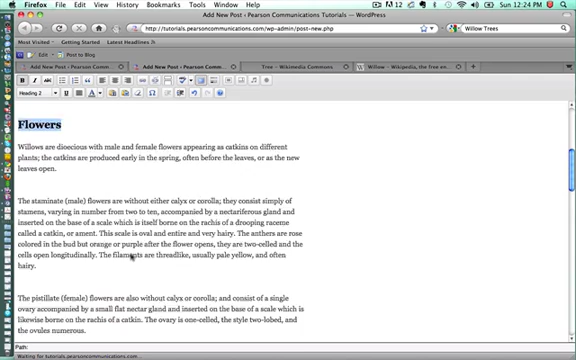 Firefox File Edit View History Bookmarks Tools Window Help
12
Sun 12:24 PM
Add New Post ‹ Pearson Communications Tutorials — WordPress
http://tutorials.pearsoncommunications.com/wp-admin/post-new.php
Willow Trees
Most Visited Getting Started Latest Headlines
Edit Post to Blog
Add New Post ‹ Pearson Comm...
Add New Post ‹ Pearson Com...
Tree - Wikimedia Commons
Willow - Wikipedia, the free en...
Heading 2
Flowers
Willows are dioecious with male and female flowers appearing as catkins on different
plants; the catkins are produced early in the spring, often before the leaves, or as the new
leaves open.
The staminate (male) flowers are without either calyx or corolla; they consist simply of
stamens, varying in number from two to ten, accompanied by a nectariferous gland and
inserted on the base of a scale which is itself borne on the rachis of a drooping raceme
called a catkin, or ament. This scale is oval and entire and very hairy. The anthers are rose
colored in the bud but orange or purple after the flower opens, they are two-celled and the
cells open longitudinally. The filaments are threadlike, usually pale yellow, and often
hairy.
The pistillate (female) flowers are also without calyx or corolla; and consist of a single
ovary accompanied by a small flat nectar gland and inserted on the base of a scale which is
likewise borne on the rachis of a catkin. The ovary is one-celled, the style two-lobed, and
the ovules numerous.
Path:
Waiting for tutorials.pearsoncommunications.com...